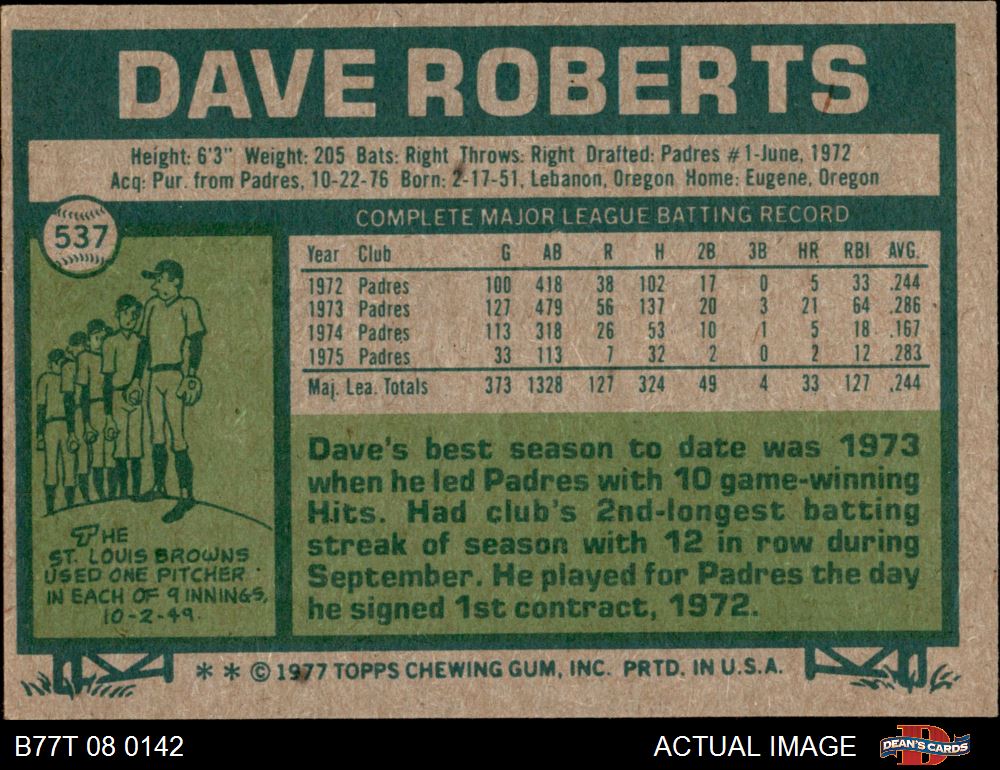 DAVE ROBERTS
Height: 6'3" Weight: 205 Bats: Right Throws: Right Drafted: Padres #1-June, 1972
Acq: Pur. from Padres, 10-22-76 Born: 2-17-51, Lebanon, Oregon Home: Eugene, Oregon
537
COMPLETE MAJOR LEAGUE BATTING RECORD
Year Club G AB R H 2B 3B HR RBI AVG.
1972 Padres 100 418 38 102 17 0 5 33 .244
1973 Padres 127 479 56 137 20 3 21 64 .286
1974 Padres 113 318 26 53 10 1 5 18 .167
1975 Padres 33 113 7 32 2 0 2 12 .283
Maj. Lea. Totals 373 1328 127 324 49 4 33 127 .244
THE
ST. LOUIS BROWNS
USED ONE PITCHER
IN EACH OF 9 INNINGS,
10-2-49.
Dave's best season to date was 1973
when he led Padres with 10 game-winning
Hits. Had club's 2nd-longest batting
streak of season with 12 in row during
September. He played for Padres the day
he signed 1st contract, 1972.
* * © 1977 TOPPS CHEWING GUM, INC. PRTD. IN U.S.A.
B77T 08 0142
ACTUAL IMAGE
D
DEAN'S CARDS